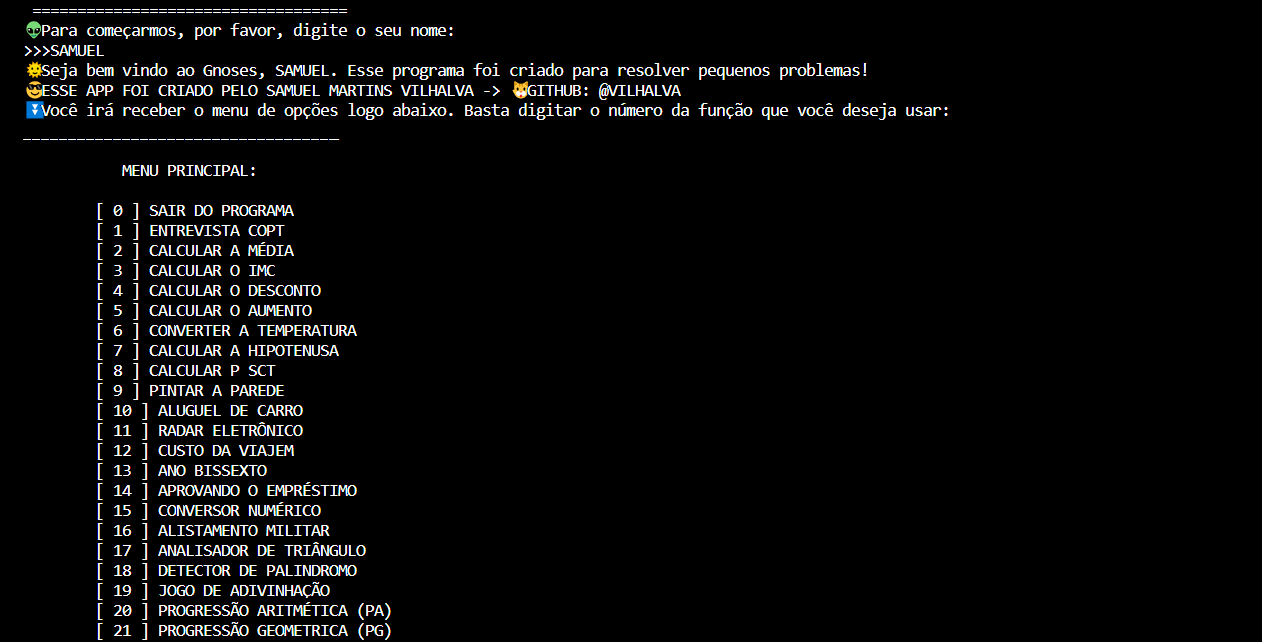 ===================================
👽Para começarmos, por favor, digite o seu nome:
>>>SAMUEL
🌞Seja bem vindo ao Gnoses, SAMUEL. Esse programa foi criado para resolver pequenos problemas!
😎ESSE APP FOI CRIADO PELO SAMUEL MARTINS VILHALVA -> 🐱GITHUB: @VILHALVA
⏬Você irá receber o menu de opções logo abaixo. Basta digitar o número da função que você deseja usar:
___________________________________
MENU PRINCIPAL:
[ 0 ] SAIR DO PROGRAMA
[ 1 ] ENTREVISTA COPT
[ 2 ] CALCULAR A MÉDIA
[ 3 ] CALCULAR O IMC
[ 4 ] CALCULAR O DESCONTO
[ 5 ] CALCULAR O AUMENTO
[ 6 ] CONVERTER A TEMPERATURA
[ 7 ] CALCULAR A HIPOTENUSA
[ 8 ] CALCULAR P SCT
[ 9 ] PINTAR A PAREDE
[ 10 ] ALUGUEL DE CARRO
[ 11 ] RADAR ELETRÔNICO
[ 12 ] CUSTO DA VIAJEM
[ 13 ] ANO BISSEXTO
[ 14 ] APROVANDO O EMPRÉSTIMO
[ 15 ] CONVERSOR NUMÉRICO
[ 16 ] ALISTAMENTO MILITAR
[ 17 ] ANALISADOR DE TRIÂNGULO
[ 18 ] DETECTOR DE PALINDROMO
[ 19 ] JOGO DE ADIVINHAÇÃO
[ 20 ] PROGRESSÃO ARITMÉTICA (PA)
[ 21 ] PROGRESSÃO GEOMETRICA (PG)